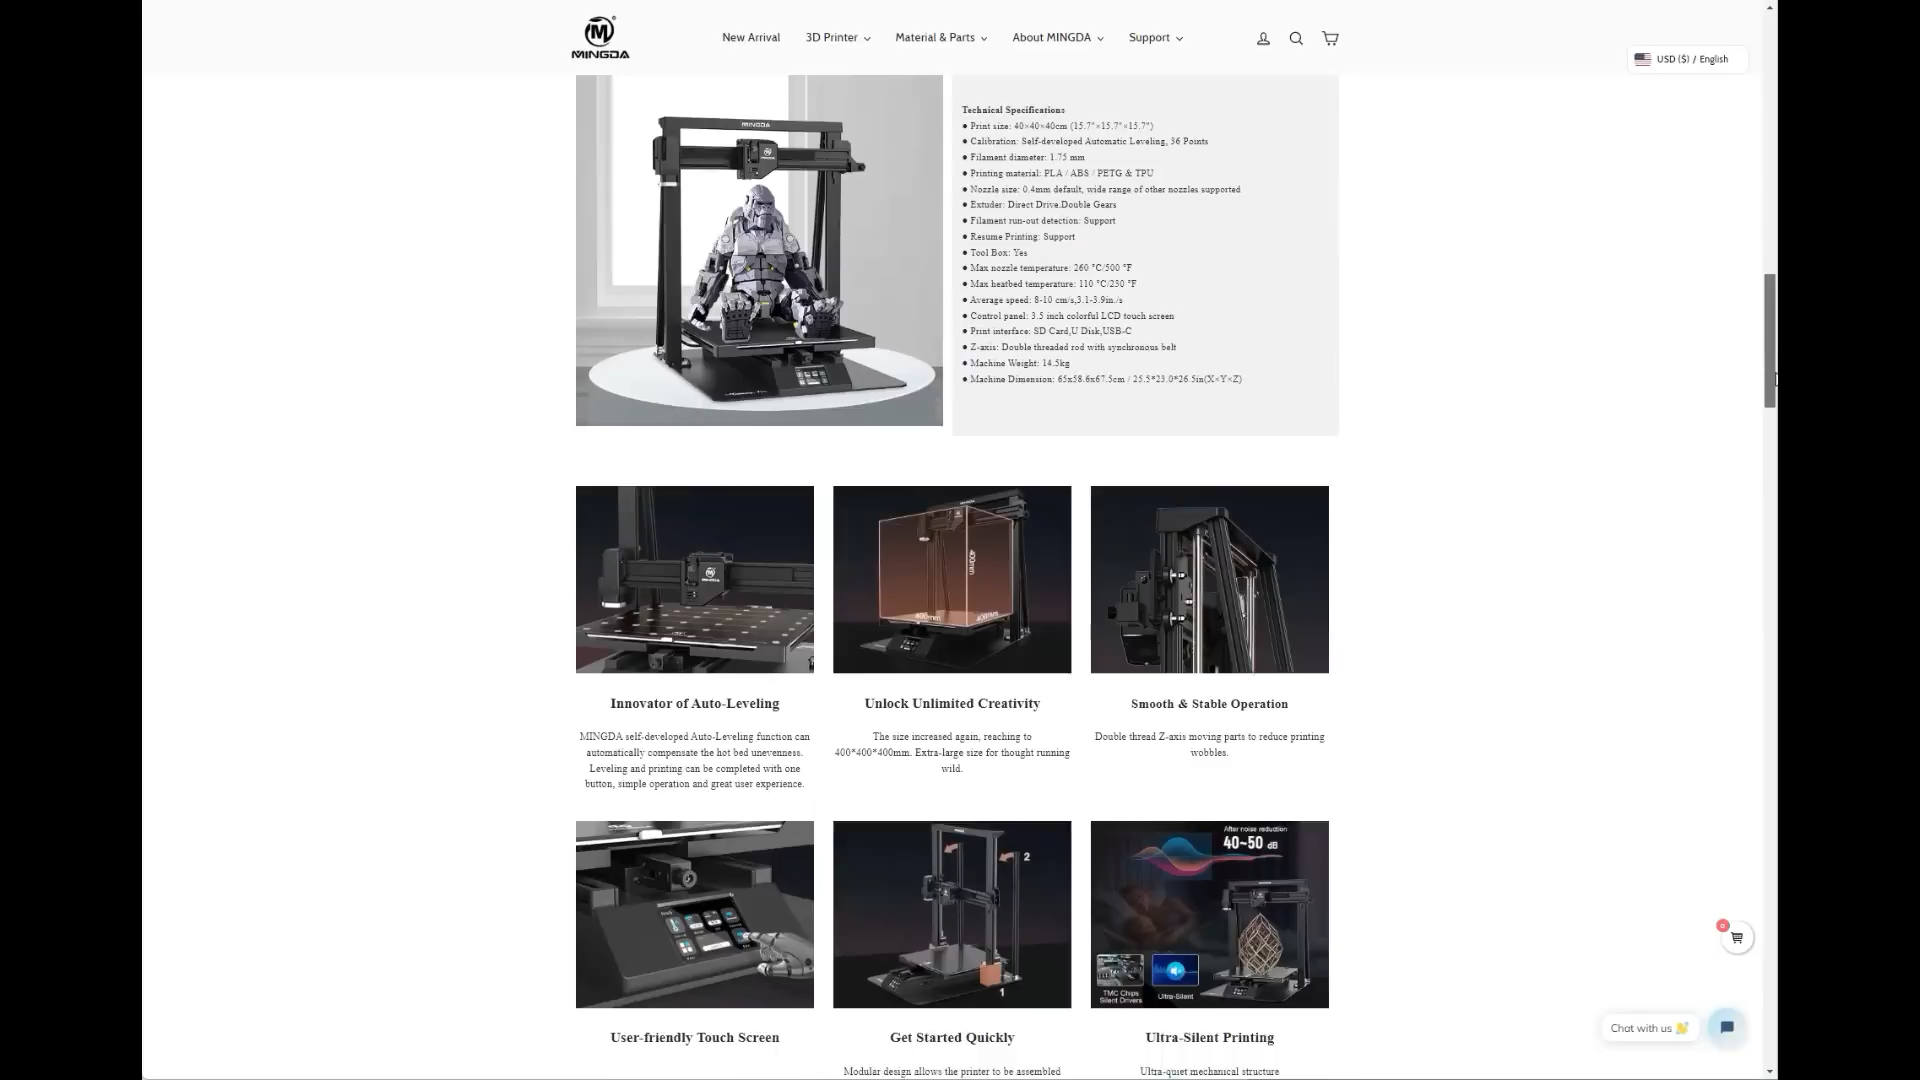 MINGDA
New Arrival
3D Printer
Material & Parts
About MINGDA
Support
USD ($) / English
MINGDA
Technical Specifications
● Print size: 40×40×40cm (15.7"×15.7"×15.7")
● Calibration: Self-developed Automatic Leveling, 36 Points
● Filament diameter: 1.75 mm
● Printing material: PLA / ABS / PETG & TPU
● Nozzle size: 0.4mm default, wide range of other nozzles supported
● Extuder: Direct Drive.Double Gears
● Filament run-out detection: Support
● Resume Printing: Support
● Tool Box: Yes
● Max nozzle temperature: 260 °C/500 °F
● Max heatbed temperature: 110 °C/230 °F
● Average speed: 8-10 cm/s,3.1-3.9in./s
● Control panel: 3.5 inch colorful LCD touch screen
● Print interface: SD Card,U Disk,USB-C
● Z-axis: Double threaded rod with synchronous belt
● Machine Weight: 14.5kg
● Machine Dimension: 65x58.6x67.5cm / 25.5*23.0*26.5in(X×Y×Z)
400mm
400mm
400mm
Innovator of Auto-Leveling
MINGDA self-developed Auto-Leveling function can
automatically compensate the hot bed unevenness.
Leveling and printing can be completed with one
button, simple operation and great user experience.
Unlock Unlimited Creativity
The size increased again, reaching to
400*400*400mm. Extra-large size for thought running
wild.
Smooth & Stable Operation
Double thread Z-axis moving parts to reduce printing
wobbles.
2
1
After noise reduction
40~50 dB
TMC Chips
Silent Drivers
Ultra-Silent
User-friendly Touch Screen
Get Started Quickly
Modular design allows the printer to be assembled
Ultra-Silent Printing
Ultra-quiet mechanical structure
0
Chat with us 👋